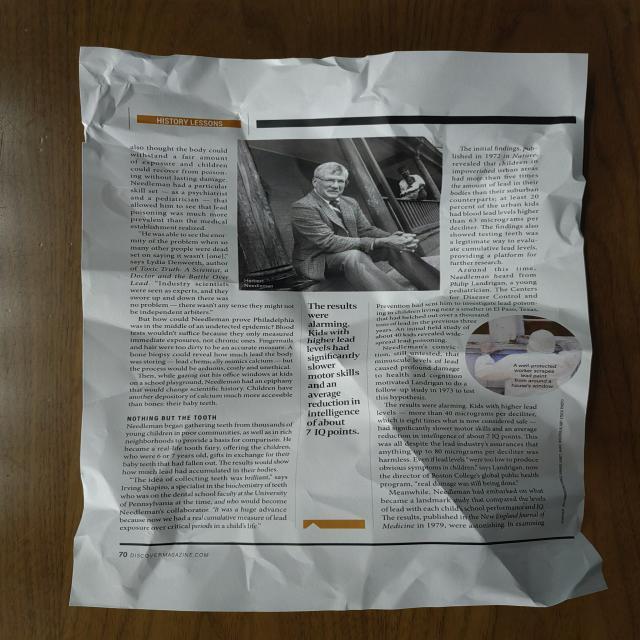 HISTORY LESSONS
also thought the body could
withstand a fair amount
of exposure and children
could recover from poison-
ing without lasting damage.
Needleman had a particular
skill set — as a psychiatrist
and a pediatrician — that
allowed him to see that lead
poisoning was much more
prevalent than the medical
establishment realized.
"He was able to see the enor-
mity of the problem when so
many other people were dead
set on saying it wasn't [one],"
says Lydia Denworth, author
of Toxic Truth: A Scientist, a
Doctor and the Battle Over
Lead. "Industry scientists
were seen as experts, and they
swore up and down there was
no problem — there wasn't any sense they might not
be independent arbiters."
But how could Needleman prove Philadelphia
was in the middle of an undetected epidemic? Blood
tests wouldn't suffice because they only measured
immediate exposures, not chronic ones. Fingernails
and hair were too dirty to be an accurate measure. A
bone biopsy could reveal how much lead the body
was storing — lead chemically mimics calcium — but
the process would be arduous, costly and unethical.
Then, while gazing out his office windows at kids
on a school playground, Needleman had an epiphany
that would change scientific history: Children have
another depository of calcium much more accessible
than bones: their baby teeth.
NOTHING BUT THE TOOTH
Needleman began gathering teeth from thousands of
young children in poor communities, as well as in rich
neighborhoods to provide a basis for comparison. He
became a real-life tooth fairy, offering the children,
who were 6 or 7 years old, gifts in exchange for their
baby teeth that had fallen out. The results would show
how much lead had accumulated in their bodies.
"The idea of collecting teeth was brilliant," says
Irving Shapiro, a specialist in the biochemistry of teeth
who was on the dental school faculty at the University
of Pennsylvania at the time, and who would become
Needleman's collaborator. "It was a huge advance
because now we had a real cumulative measure of lead
exposure over critical periods in a child's life."
Herbert
Needleman
The results
were
alarming.
Kids with
higher lead
levels had
significantly
slower
motor skills
and an
average
reduction in
intelligence
of about
7 IQ points.
The initial findings, pub-
lished in 1972 in Nature,
revealed that children in
impoverished urban areas
had more than five times
the amount of lead in their
bodies than their suburban
counterparts; at least 20
percent of the urban kids
had blood lead levels higher
than 63 micrograms per
deciliter. The findings also
showed testing teeth was
a legitimate way to evalu-
ate cumulative lead levels,
providing a platform for
further research.
Around this time,
Needleman heard from
Philip Landrigan, a young
pediatrician. The Centers
for Disease Control and
Prevention had sent him to investigate lead poison-
ing in children living near a smelter in El Paso, Texas,
that had belched out over a thousand
tons of lead in the previous three
years. An initial field study of
about revealed wide-
spread lead poisoning.
Needleman's convic-
tion, still untested, that
minuscule levels of lead
caused profound damage
to health and cognition
motivated Landrigan to do a
follow-up study in 1973 to test
this hypothesis.
The results were alarming. Kids with higher lead
levels — more than 40 micrograms per deciliter,
which is eight times what is now considered safe —
had significantly slower motor skills and an average
reduction in intelligence of about 7 IQ points. This
was all despite the lead industry's assurances that
anything up to 80 micrograms per deciliter was
harmless. Even if lead levels "were too low to produce
obvious symptoms in children," says Landrigan, now
the director of Boston College's global public health
program, "real damage was still being done."
Meanwhile, Needleman had embarked on what
became a landmark study that compared the levels
of lead with each child's school performance and IQ.
The results, published in the New England Journal of
Medicine in 1979, were astonishing. In examining
A well-protected
worker scrapes
lead paint
from around a
house's window.
70 DISCOVERMAGAZINE.COM